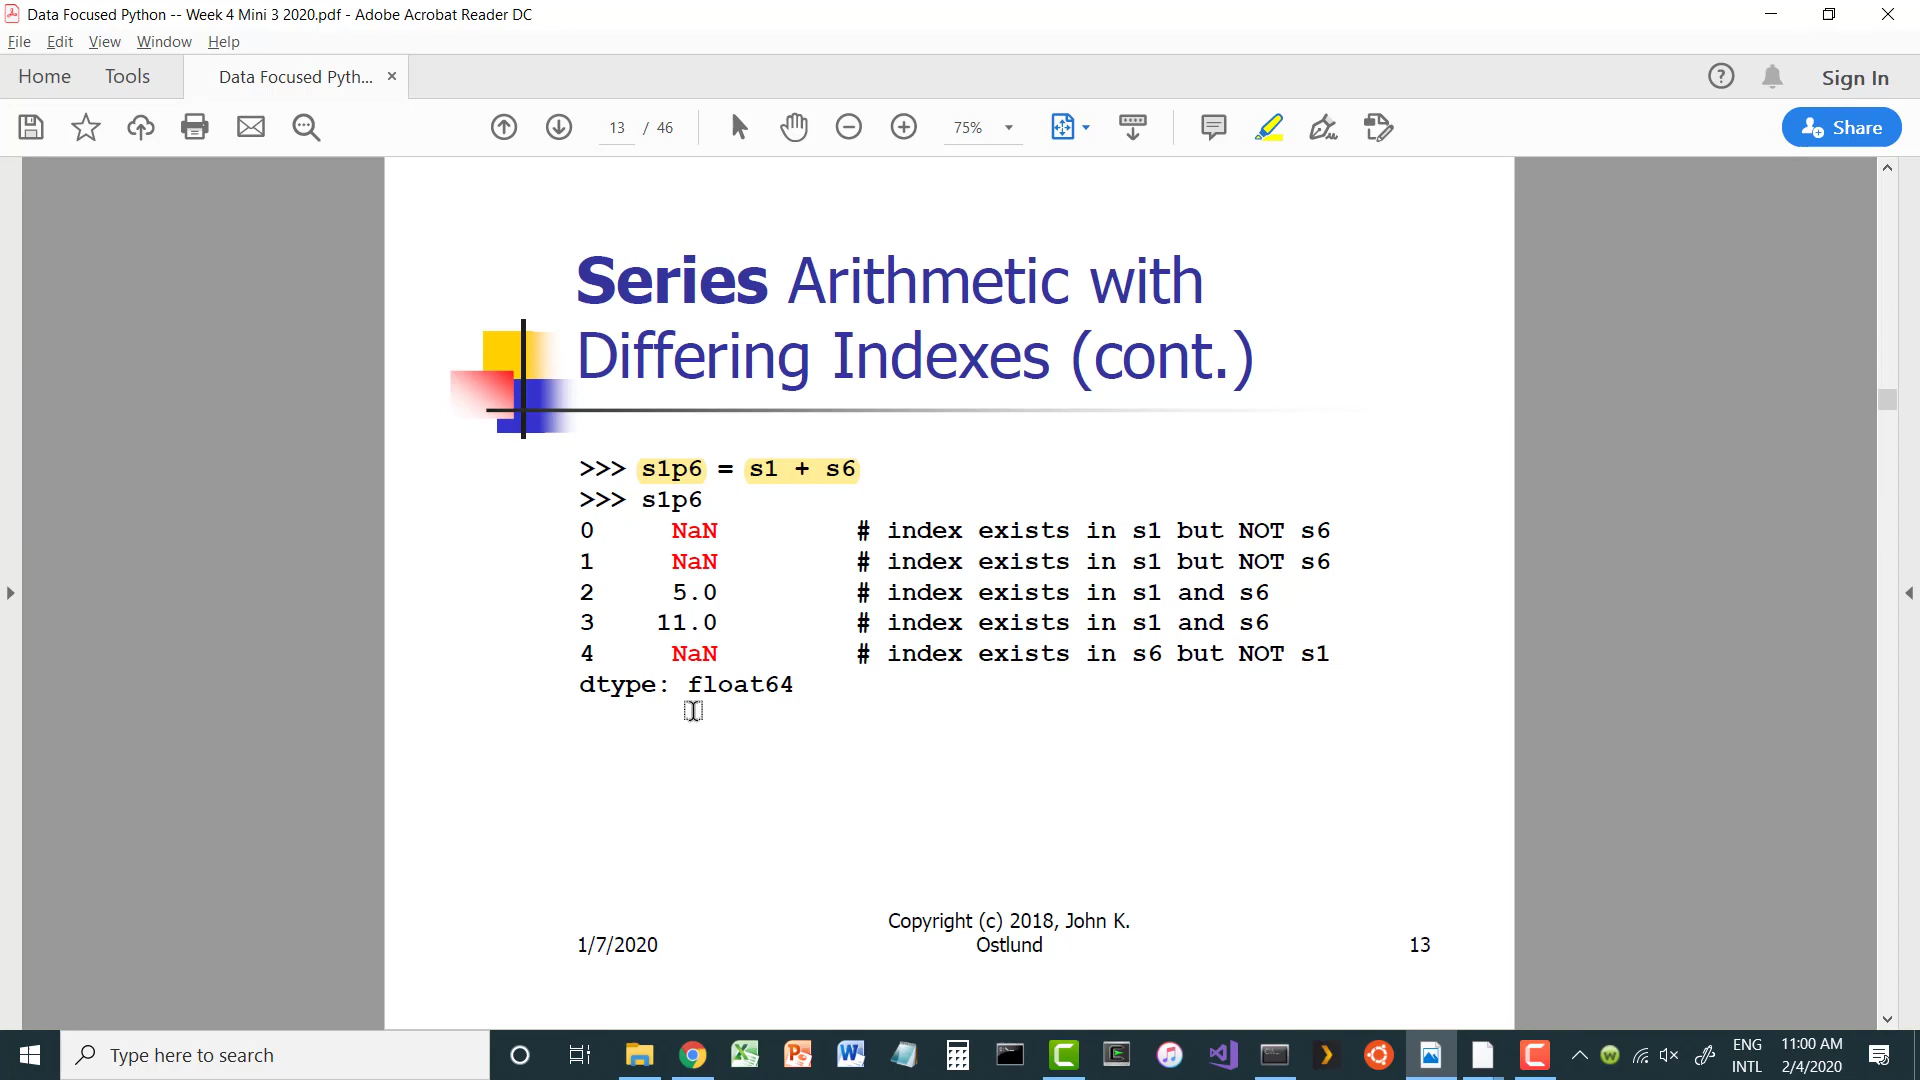 Data Focused Python -- Week 4 Mini 3 2020.pdf - Adobe Acrobat Reader DC
File Edit View Window Help
Home Tools Data Focused Pyth... × ? Sign In
13 / 46 75% Share
Series Arithmetic with
Differing Indexes (cont.)
>>> s1p6 = s1 + s6
>>> s1p6
0 NaN # index exists in s1 but NOT s6
1 NaN # index exists in s1 but NOT s6
2 5.0 # index exists in s1 and s6
3 11.0 # index exists in s1 and s6
4 NaN # index exists in s6 but NOT s1
dtype: float64
Copyright (c) 2018, John K.
Ostlund
1/7/2020
13
Type here to search
ENG
INTL
11:00 AM
2/4/2020